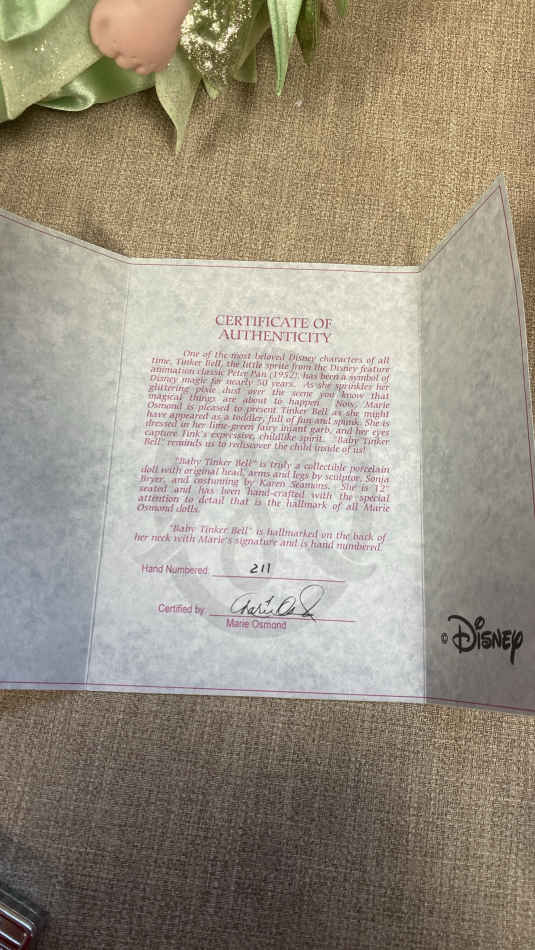 CERTIFICATE OF
AUTHENTICITY
One of the most beloved Disney characters of all
time, Tinker Bell, the little sprite from the Disney feature
animation classic Peter Pan (1952), has been a symbol of
Disney magic for nearly 50 years. As she sprinkles her
glittering pixie dust over the scene you know that
magical things are about to happen. Now, Marie
Osmond is pleased to present Tinker Bell as she might
have appeared as a toddler, full of fun and spunk. She is
dressed in her lime-green fairy infant garb, and her eyes
capture Tink's expressive, childlike spirit. "Baby Tinker
Bell" reminds us to rediscover the child inside of us!
"Baby Tinker Bell" is truly a collectible porcelain
doll with original head, arms and legs by sculptor, Sonja
Bryer, and costuming by Karen Seamons. She is 12"
seated and has been hand-crafted with the special
attention to detail that is the hallmark of all Marie
Osmond dolls.
"Baby Tinker Bell" is hallmarked on the back of
her neck with Marie's signature and is hand numbered.
Hand Numbered: 211
Certified by:
Marie Osmond
© Disney